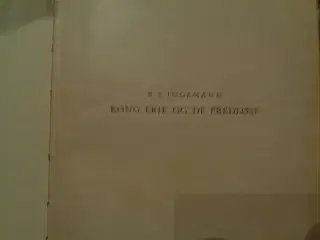 B. S. INGEMANN
KONG ERIK OG DE FREDLØSE